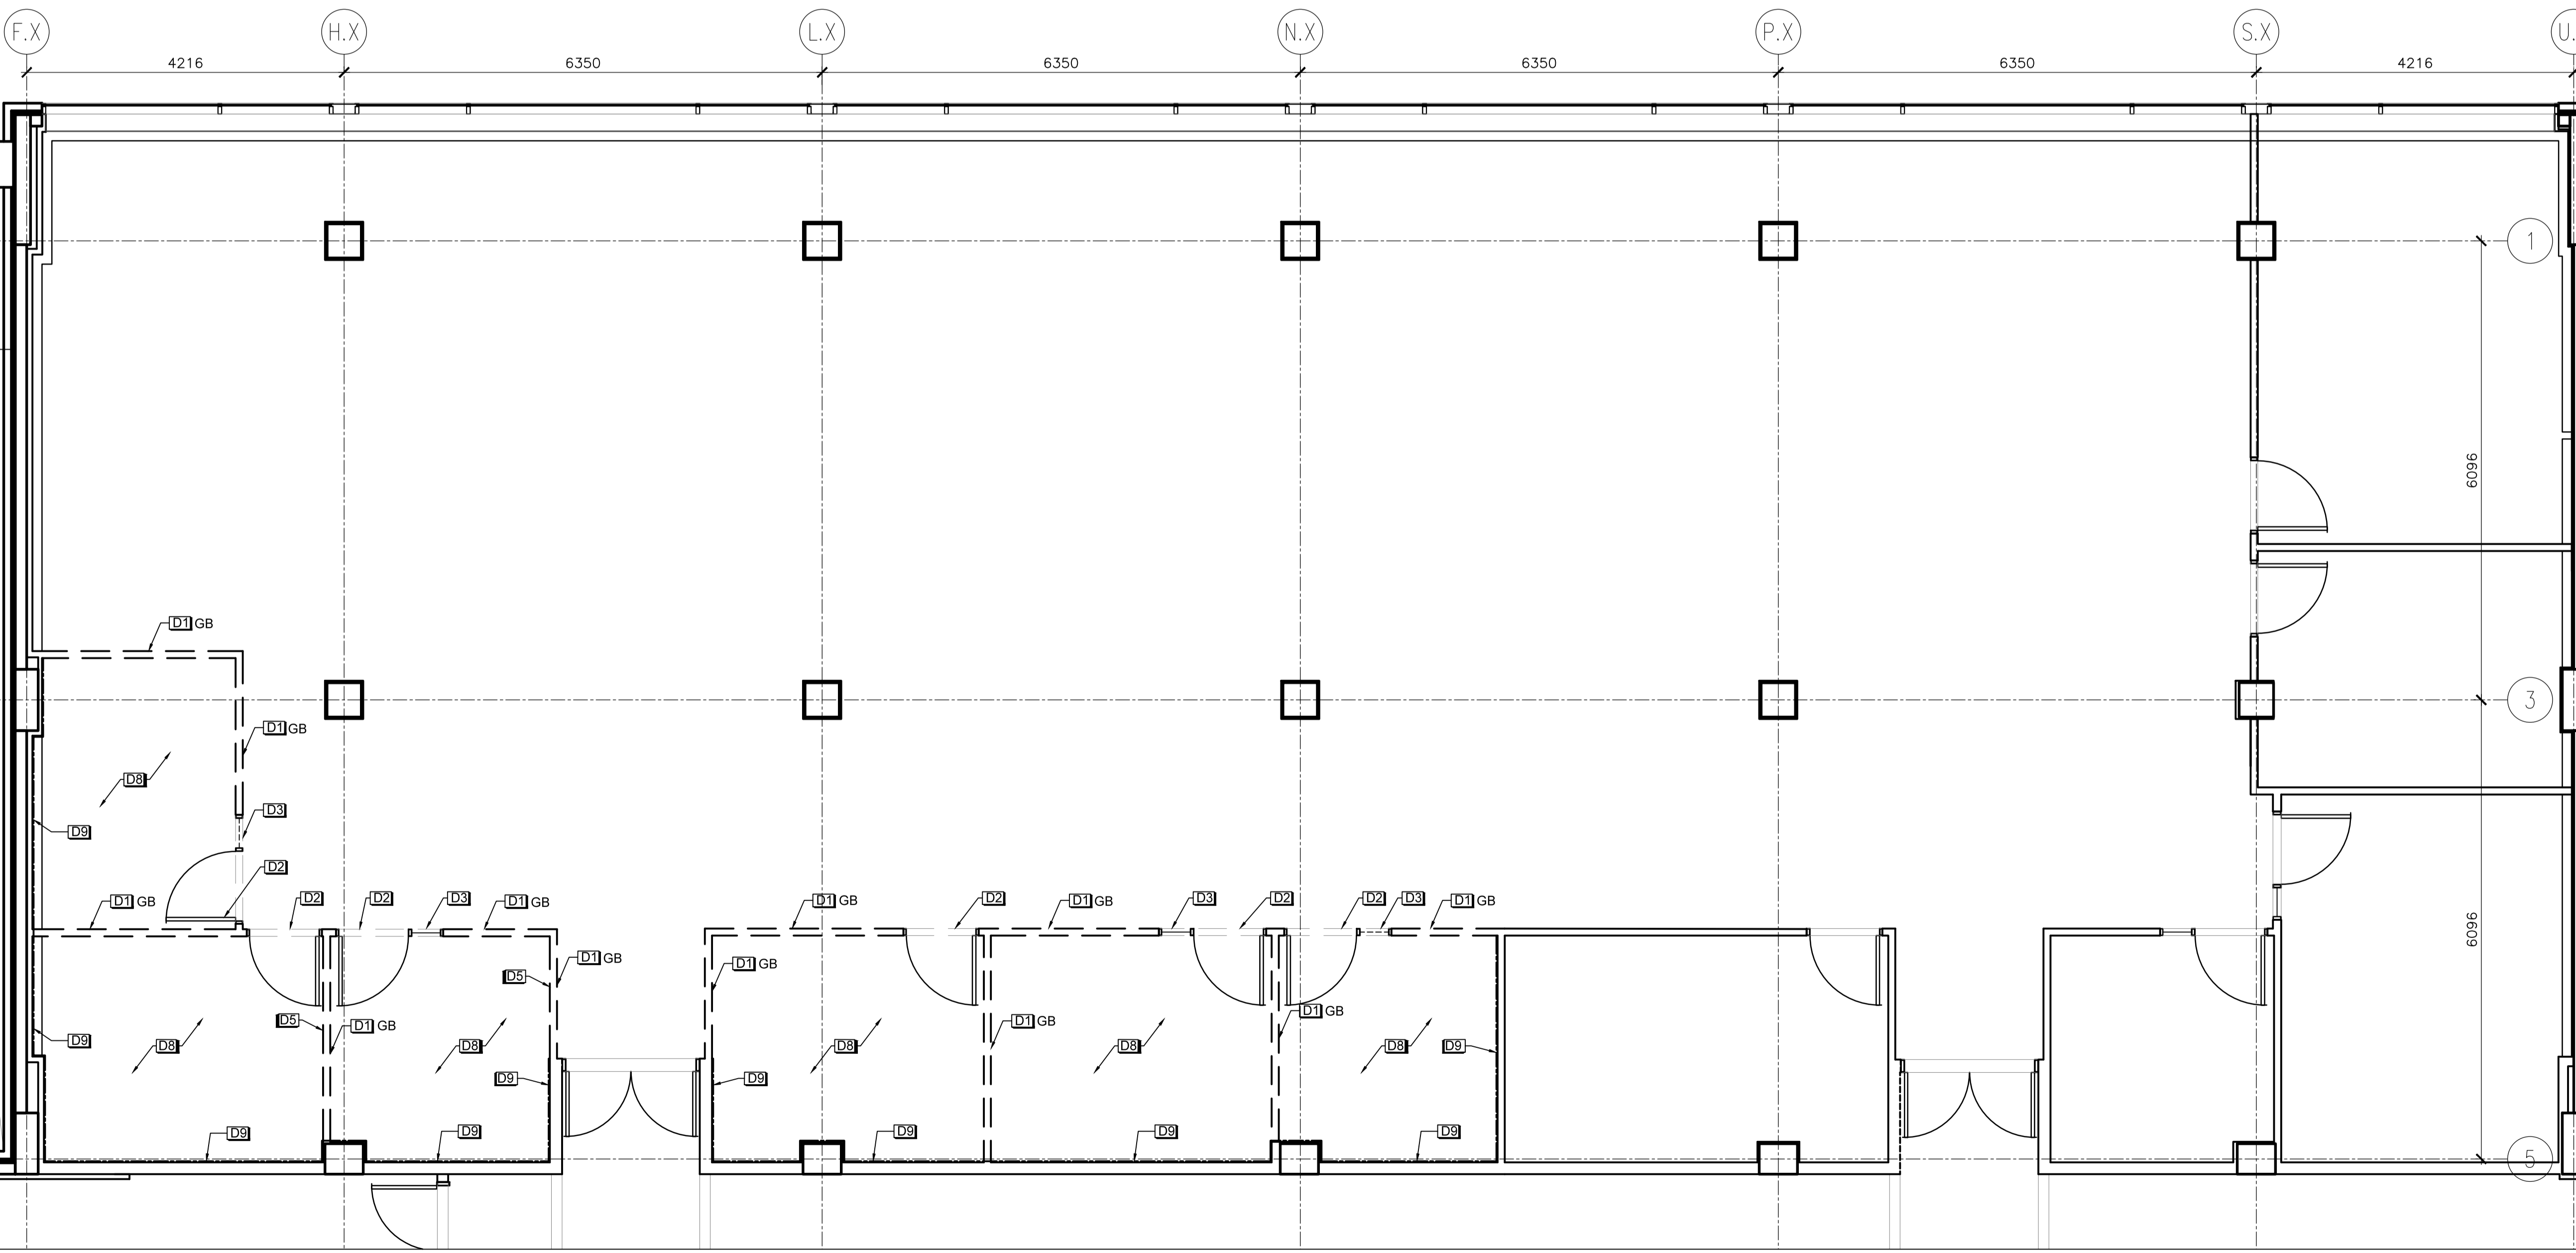 F.X H.X L.X N.X P.X S.X U.
4216 6350 6350 6350 6350 4216
1
6096
D1 GB
3
D1 GB
D8
D3
D9
D2
D1 GB D2 D2 D3 D1 GB D1 GB D2 D1 GB D3 D2 D2 D3 D1 GB
6096
D1 GB D1 GB
D5
D5 D1 GB D1 GB D1 GB
D9 D8 D8 D8 D8 D8 D9
D9 D9
D9 D9 D9 D9 D9
5